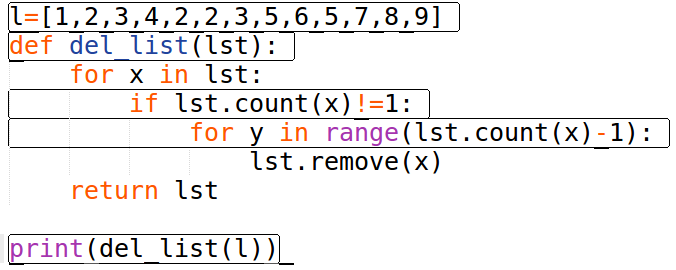 l=[1,2,3,4,2,2,3,5,6,5,7,8,9]
def del_list(lst):
    for x in lst:
        if lst.count(x)!=1:
            for y in range(lst.count(x)-1):
                lst.remove(x)
    return lst

print(del_list(l))